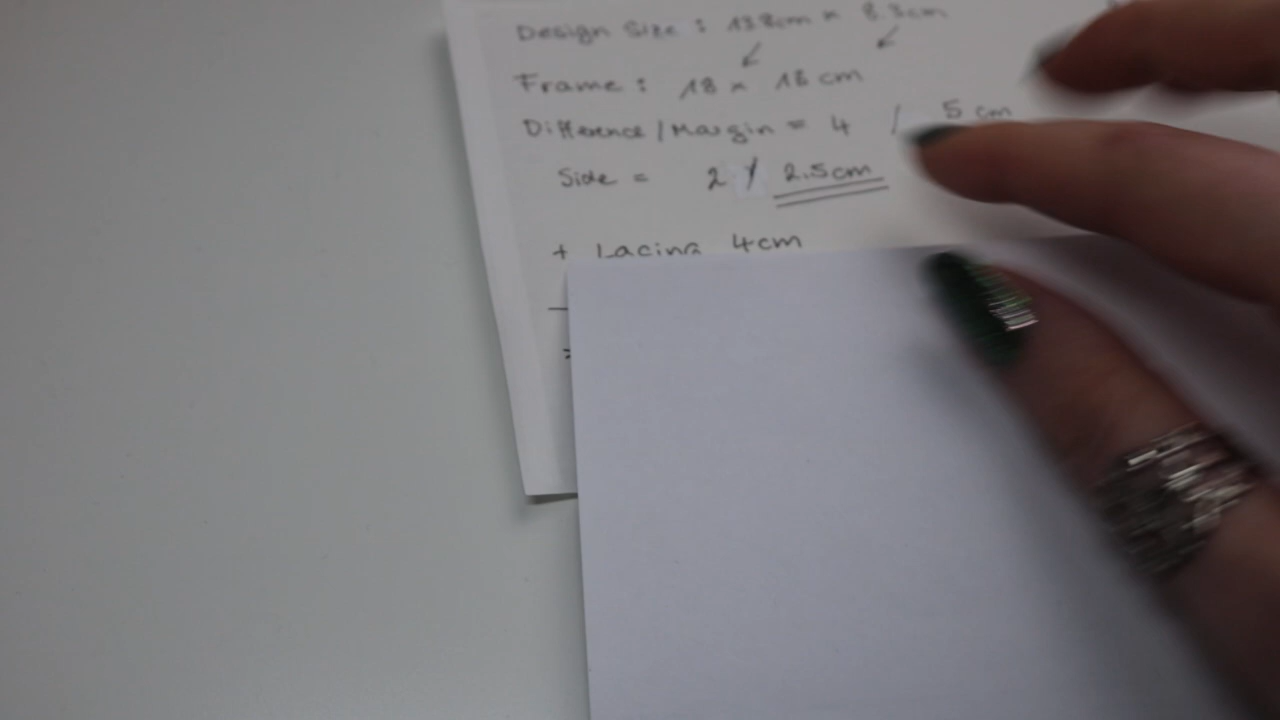 Design Size : 13.8cm × 8.3cm
Frame : 18 × 18 cm
Difference / Margin = 4 / 5 cm
Side = 2 / 2.5cm
+ Lacing 4cm